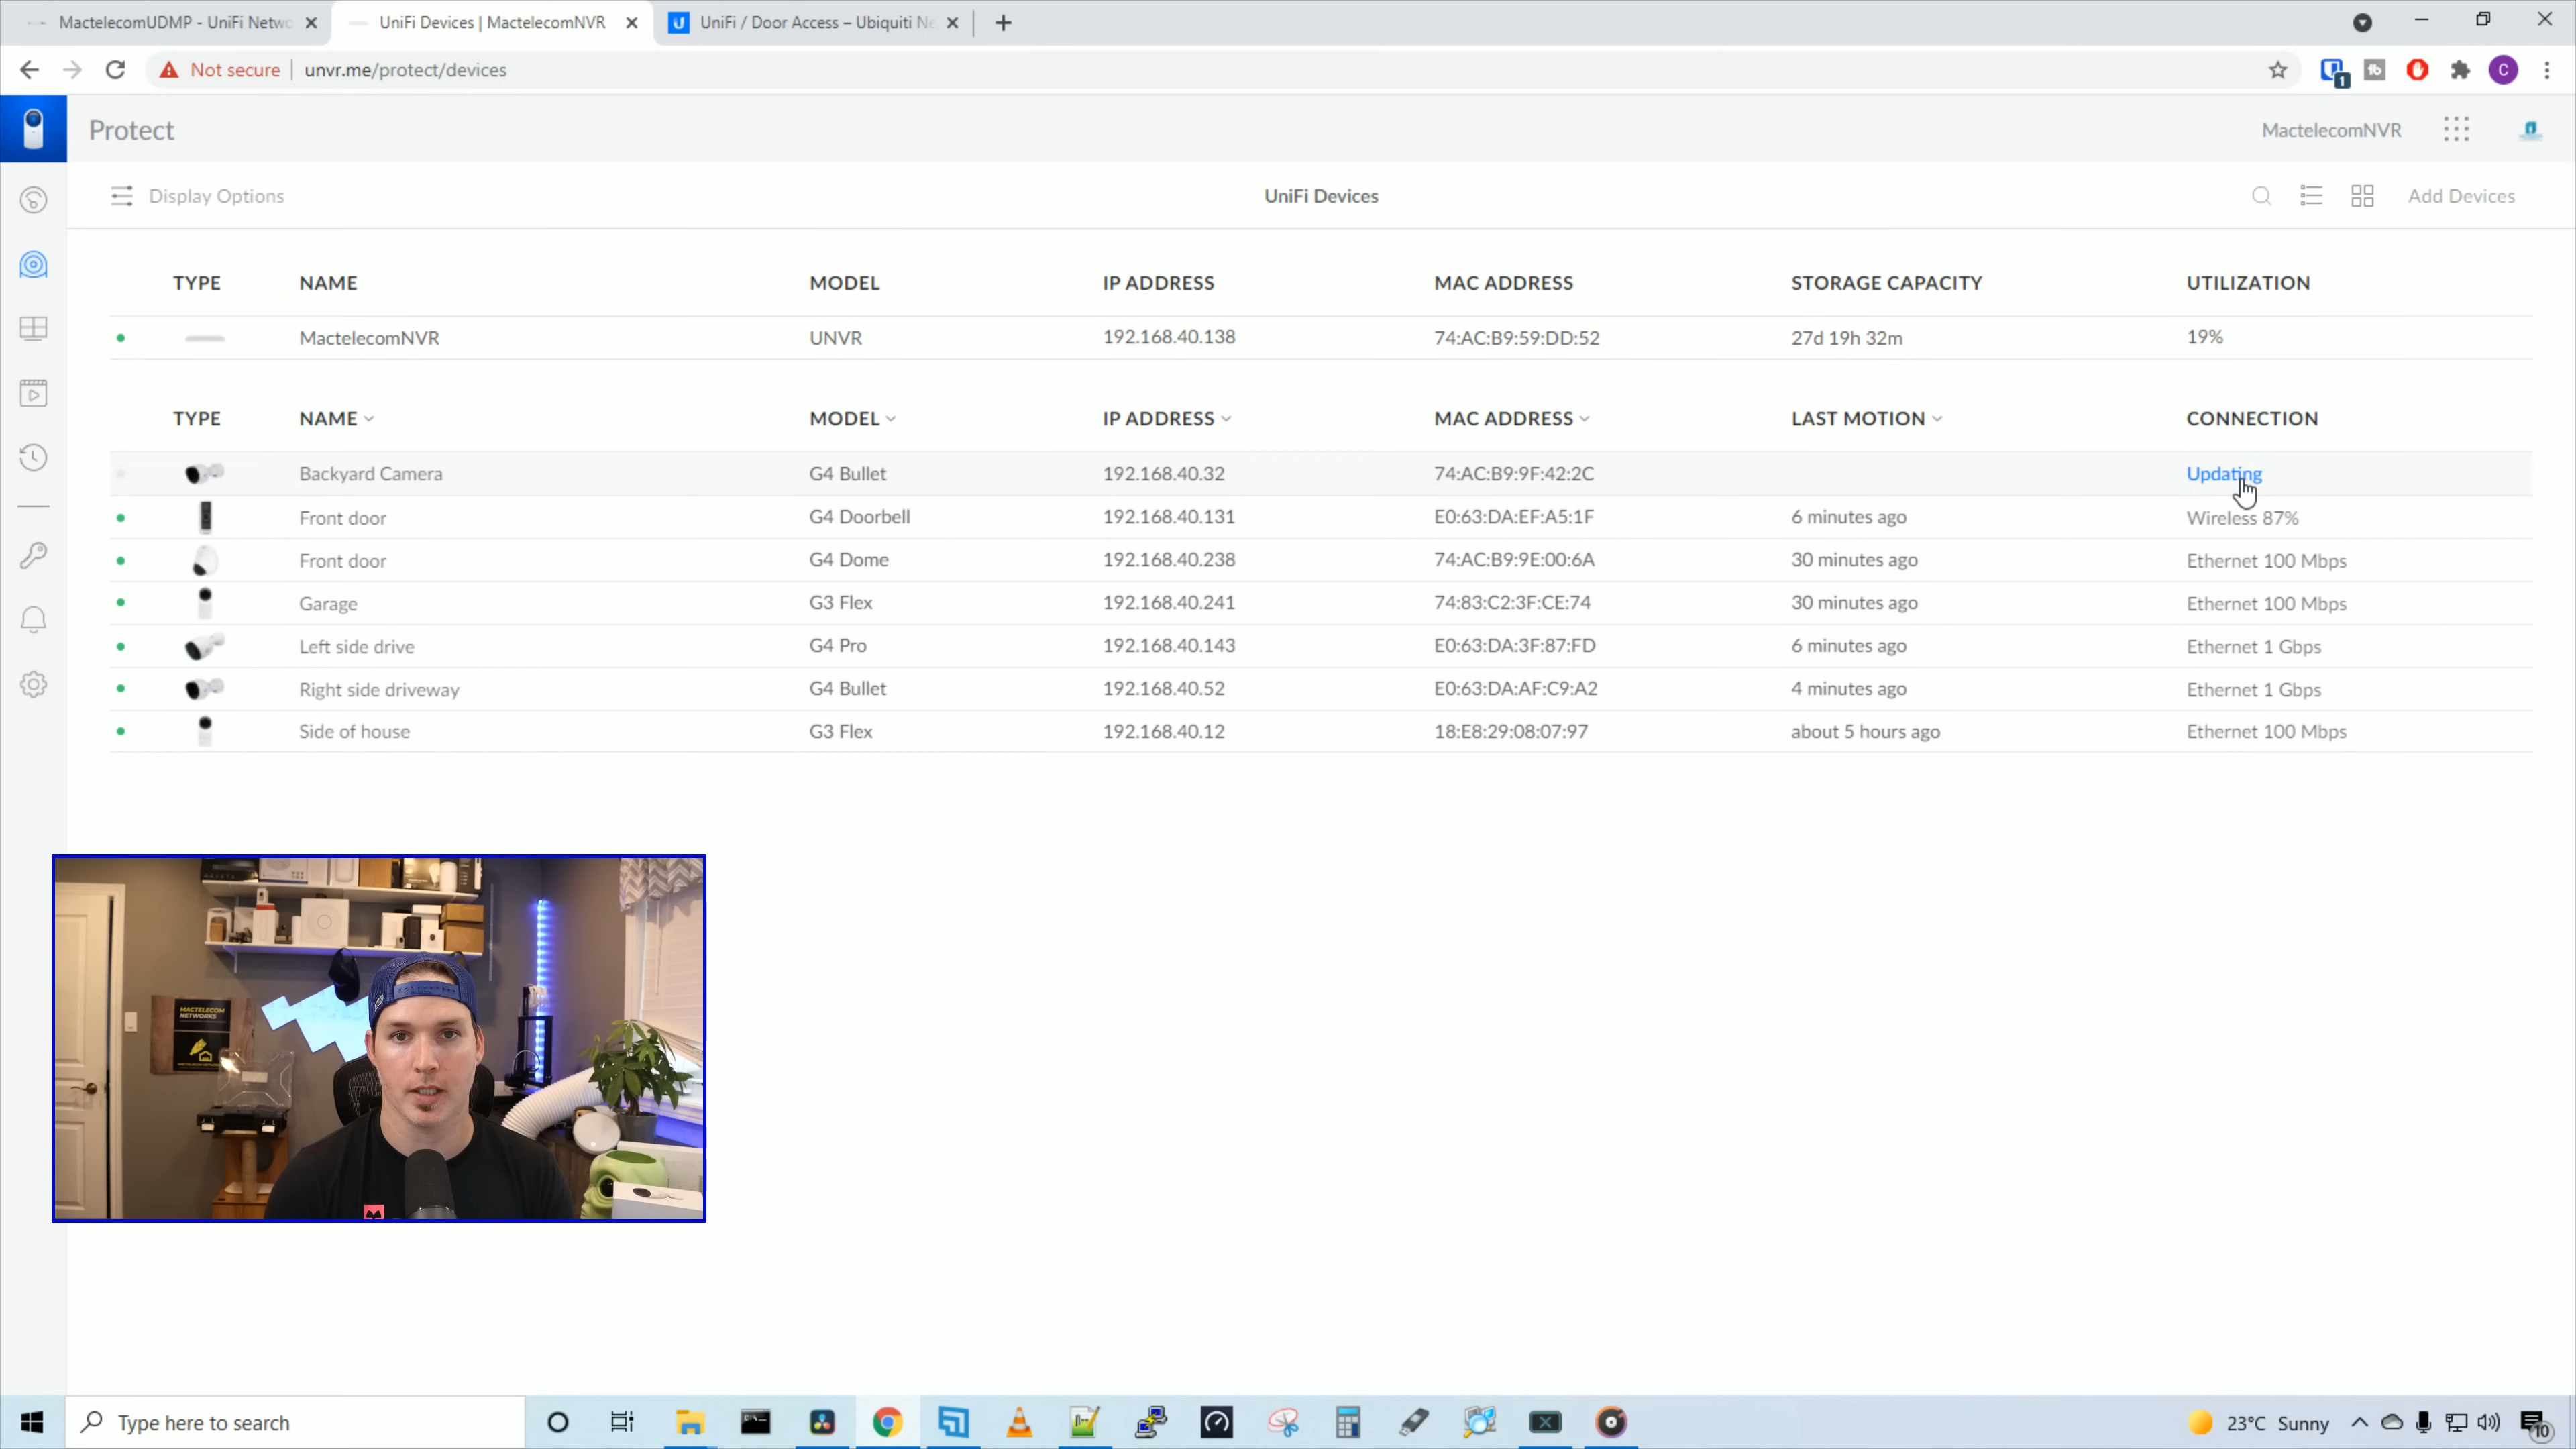 MactelecomUDMP - UniFi Netwo
UniFi Devices | MactelecomNVR
UniFi / Door Access – Ubiquiti Ne
Not secure
unvr.me/protect/devices
1
C
Protect
MactelecomNVR
Display Options
UniFi Devices
Add Devices
TYPE NAME MODEL IP ADDRESS MAC ADDRESS STORAGE CAPACITY UTILIZATION
MactelecomNVR UNVR 192.168.40.138 74:AC:B9:59:DD:52 27d 19h 32m 19%
TYPE NAME MODEL IP ADDRESS MAC ADDRESS LAST MOTION CONNECTION
Backyard Camera G4 Bullet 192.168.40.32 74:AC:B9:9F:42:2C Updating
Front door G4 Doorbell 192.168.40.131 E0:63:DA:EF:A5:1F 6 minutes ago Wireless 87%
Front door G4 Dome 192.168.40.238 74:AC:B9:9E:00:6A 30 minutes ago Ethernet 100 Mbps
Garage G3 Flex 192.168.40.241 74:83:C2:3F:CE:74 30 minutes ago Ethernet 100 Mbps
Left side drive G4 Pro 192.168.40.143 E0:63:DA:3F:87:FD 6 minutes ago Ethernet 1 Gbps
Right side driveway G4 Bullet 192.168.40.52 E0:63:DA:AF:C9:A2 4 minutes ago Ethernet 1 Gbps
Side of house G3 Flex 192.168.40.12 18:E8:29:08:07:97 about 5 hours ago Ethernet 100 Mbps
MACTELECOM
NETWORKS
Type here to search
23°C Sunny
10